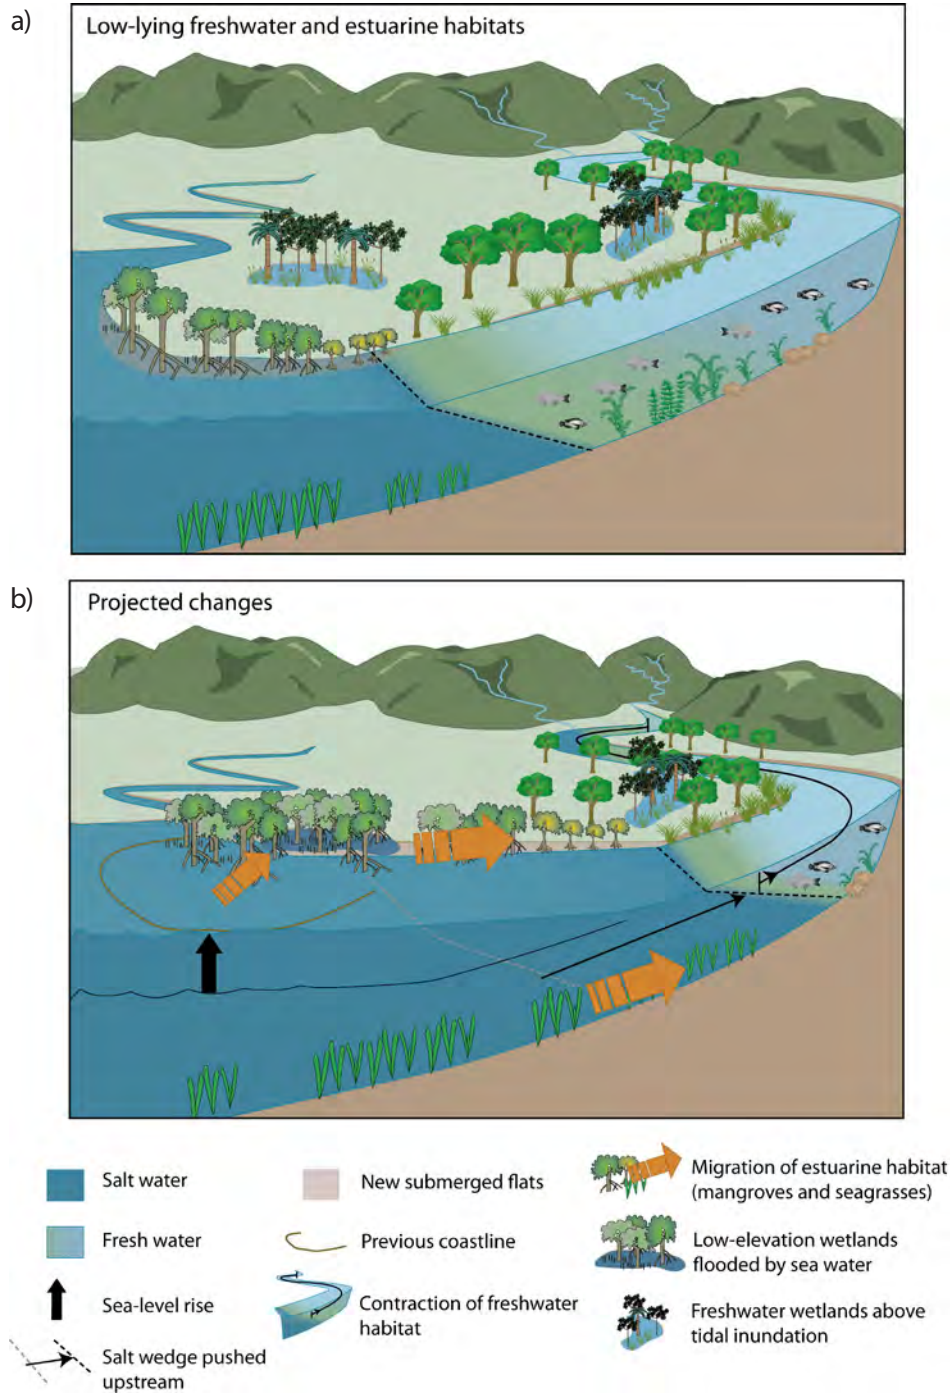 a)
Low-lying freshwater and estuarine habitats
b)
Projected changes
Salt water
Fresh water
Sea-level rise
Salt wedge pushed
upstream
New submerged flats
Previous coastline
Contraction of freshwater
habitat
Migration of estuarine habitat
(mangroves and seagrasses)
Low-elevation wetlands
flooded by sea water
Freshwater wetlands above
tidal inundation